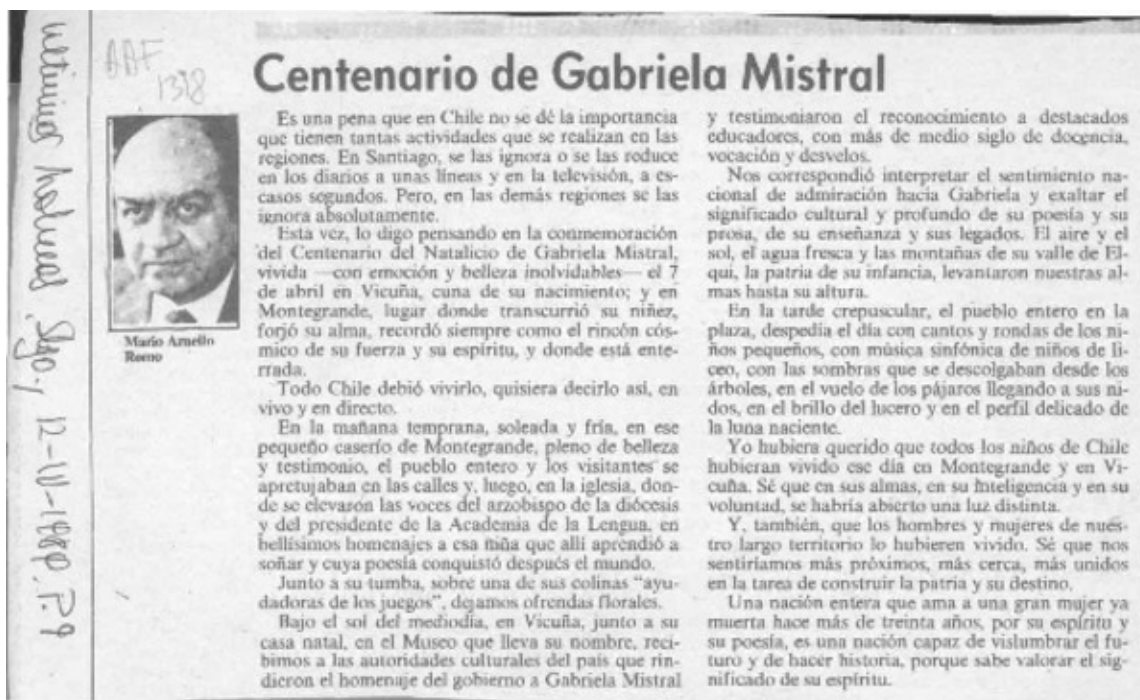 AAF
1318
Centenario de Gabriela Mistral
Mario Arnello
Romo
Es una pena que en Chile no se dé la importancia
que tienen tantas actividades que se realizan en las
regiones. En Santiago, se las ignora o se las reduce
en los diarios a unas líneas y en la televisión, a es-
casos segundos. Pero, en las demás regiones se las
ignora absolutamente.
Esta vez, lo digo pensando en la conmemoración
del Centenario del Natalicio de Gabriela Mistral,
vivida —con emoción y belleza inolvidables— el 7
de abril en Vicuña, cuna de su nacimiento; y en
Montegrande, lugar donde transcurrió su niñez,
forjó su alma, recordó siempre como el rincón cós-
mico de su fuerza y su espíritu, y donde está ente-
rrada.
Todo Chile debió vivirlo, quisiera decirlo así, en
vivo y en directo.
En la mañana temprana, soleada y fría, en ese
pequeño caserío de Montegrande, pleno de belleza
y testimonio, el pueblo entero y los visitantes se
apretujaban en las calles y, luego, en la iglesia, don-
de se elevaron las voces del arzobispo de la diócesis
y del presidente de la Academia de la Lengua, en
bellísimos homenajes a esa niña que allí aprendió a
soñar y cuya poesía conquistó después el mundo.
Junto a su tumba, sobre una de sus colinas "ayu-
dadoras de los juegos", dejamos ofrendas florales.
Bajo el sol del mediodía, en Vicuña, junto a su
casa natal, en el Museo que lleva su nombre, reci-
bimos a las autoridades culturales del país que rin-
dieron el homenaje del gobierno a Gabriela Mistral
y testimoniaron el reconocimiento a destacados
educadores, con más de medio siglo de docencia,
vocación y desvelos.
Nos correspondió interpretar el sentimiento na-
cional de admiración hacia Gabriela y exaltar el
significado cultural y profundo de su poesía y su
prosa, de su enseñanza y sus legados. El aire y el
sol, el agua fresca y las montañas de su valle de El-
qui, la patria de su infancia, levantaron nuestras al-
mas hasta su altura.
En la tarde crepuscular, el pueblo entero en la
plaza, despedía el día con cantos y rondas de los ni-
ños pequeños, con música sinfónica de niños de li-
ceo, con las sombras que se descolgaban desde los
árboles, en el vuelo de los pájaros llegando a sus ni-
dos, en el brillo del lucero y en el perfil delicado de
la luna naciente.
Yo hubiera querido que todos los niños de Chile
hubieran vivido ese día en Montegrande y en Vi-
cuña. Sé que en sus almas, en su inteligencia y en su
voluntad, se habría abierto una luz distinta.
Y, también, que los hombres y mujeres de nues-
tro largo territorio lo hubieren vivido. Sé que nos
sentiríamos más próximos, más cerca, más unidos
en la tarea de construir la patria y su destino.
Una nación entera que ama a una gran mujer ya
muerta hace más de treinta años, por su espíritu y
su poesía, es una nación capaz de vislumbrar el fu-
turo y de hacer historia, porque sabe valorar el sig-
nificado de su espíritu.